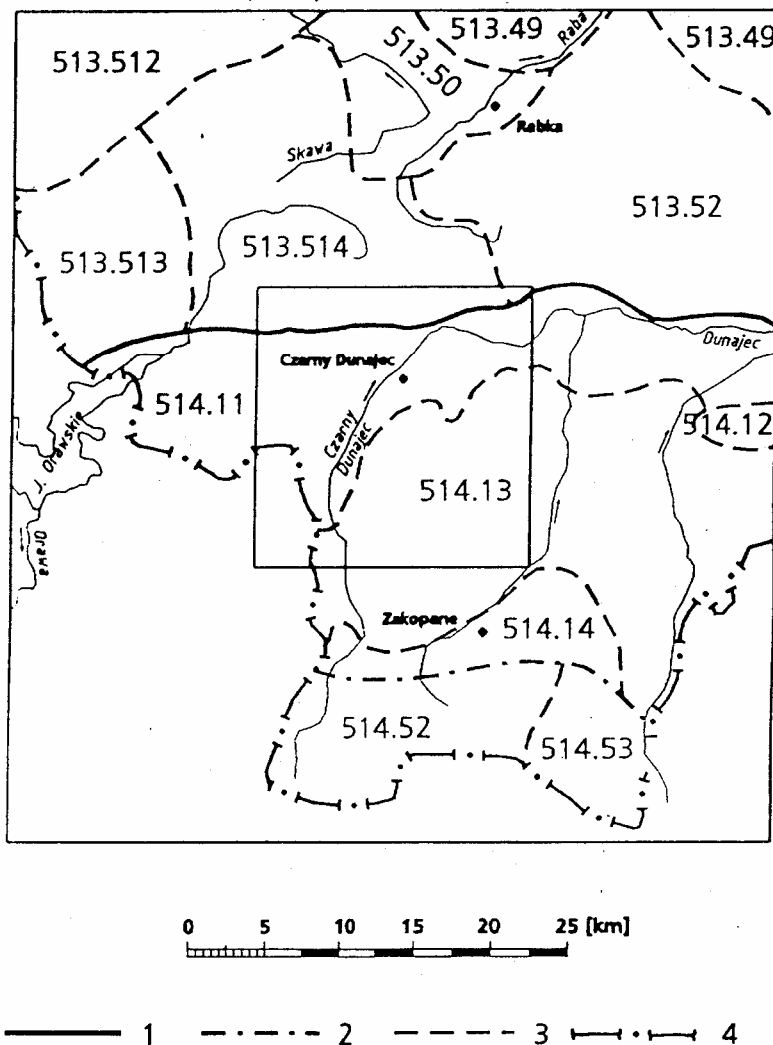 513.512
513.49
513.49
513.50
Raba
Rabka
Skawa
513.52
513.513
513.514
Czarny Dunajec
Dunajec
514.11
514.12
J. Orawskie
Czarny
Dunajec
514.13
Orawa
Zakopane
514.14
514.52
514.53
0 5 10 15 20 25 [km]
1 2 3 4